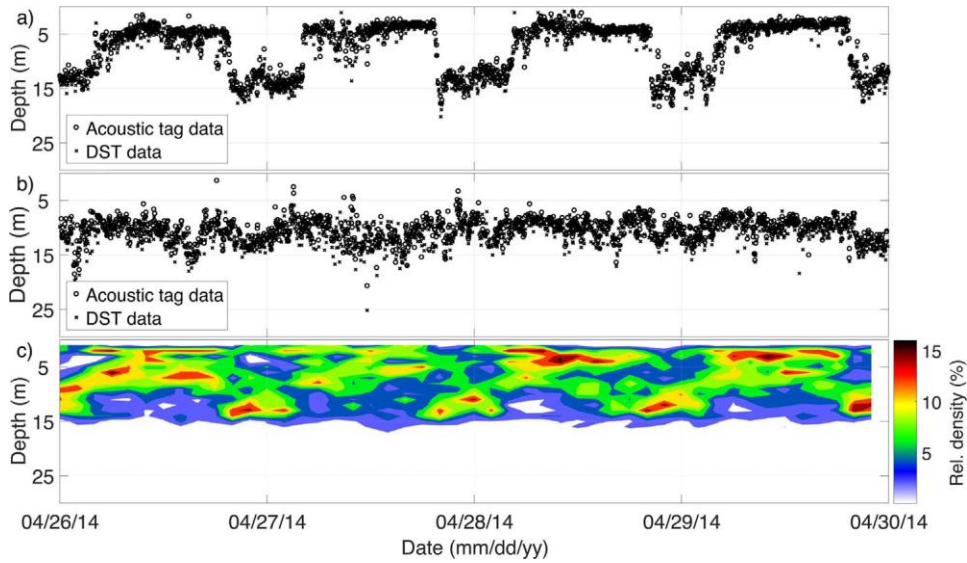 a)
5
15
25
Depth (m)
Acoustic tag data
DST data
b)
5
15
25
Depth (m)
Acoustic tag data
DST data
c)
5
15
25
Depth (m)
15
10
5
Rel. density (%)
04/26/14 04/27/14 04/28/14 04/29/14 04/30/14
Date (mm/dd/yy)